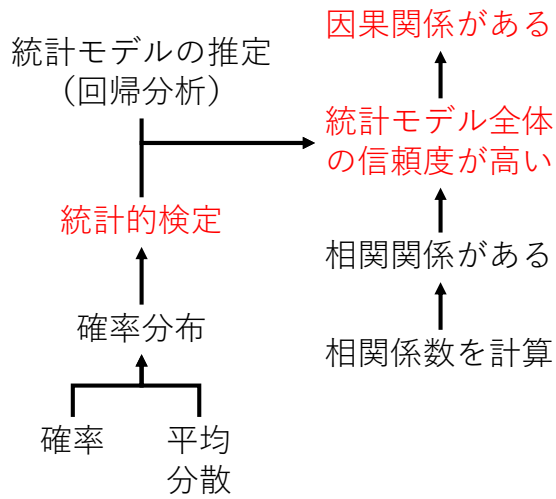 統計モデルの推定
（回帰分析）
統計的検定
確率分布
確率
平均
分散
因果関係がある
統計モデル全体
の信頼度が高い
相関関係がある
相関係数を計算